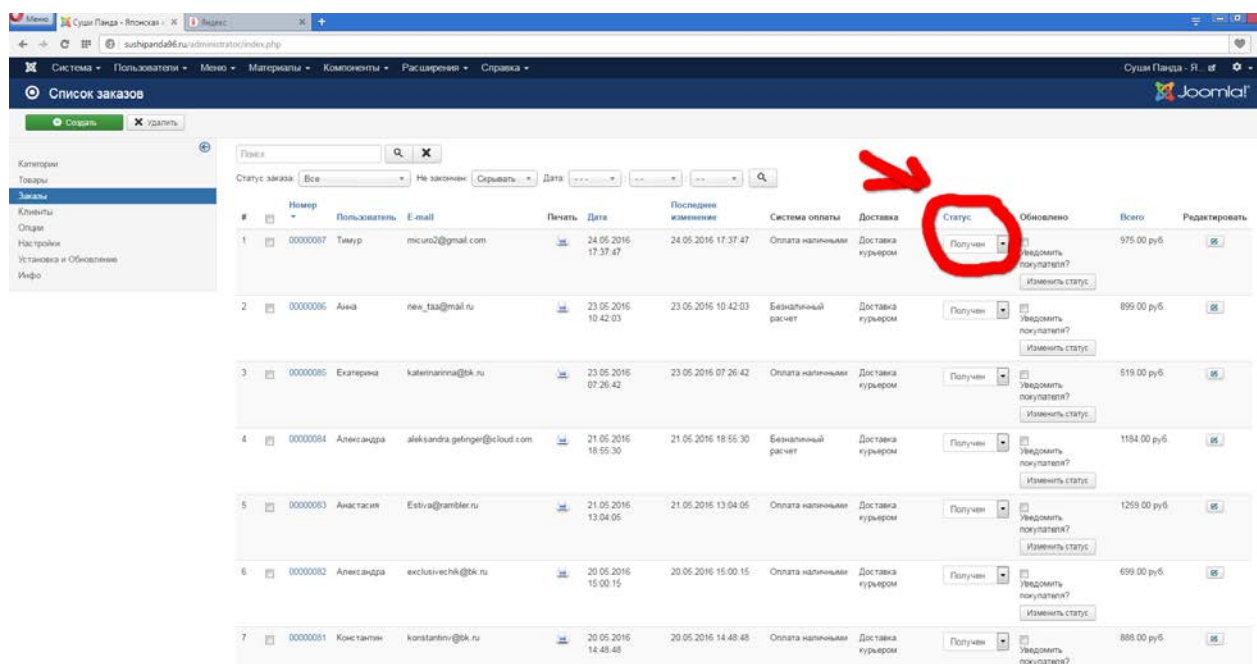 Меню
Суши Панда - Японская
Яндекс
sushipanda96.ru/administrator/index.php
Система Пользователи Меню Материалы Компоненты Расширения Справка Суши Панда - Я...
Список заказов Joomla!
Создать Удалить
Категории
Товары
Заказы
Клиенты
Опции
Настройки
Установка и Обновление
Инфо
Поиск
Статус заказа: Все Не закончен: Скрывать Дата: --- -- --
# Номер Пользователь E-mail Печать Дата Последнее изменение Система оплаты Доставка Статус Обновлено Всего Редактировать
1 00000087 Тимур micuro2@gmail.com 24.05.2016 17:37:47 24.05.2016 17:37:47 Оплата наличными Доставка курьером Получен Уведомить покупателя? Изменить статус 975.00 руб.
2 00000086 Анна new_taa@mail.ru 23.05.2016 10:42:03 23.05.2016 10:42:03 Безналичный расчет Доставка курьером Получен Уведомить покупателя? Изменить статус 899.00 руб.
3 00000085 Екатерина katerinarinna@bk.ru 23.05.2016 07:26:42 23.05.2016 07:26:42 Оплата наличными Доставка курьером Получен Уведомить покупателя? Изменить статус 519.00 руб.
4 00000084 Александра aleksandra.getinger@icloud.com 21.05.2016 18:55:30 21.05.2016 18:55:30 Безналичный расчет Доставка курьером Получен Уведомить покупателя? Изменить статус 1184.00 руб.
5 00000083 Анастасия Estiva@rambler.ru 21.05.2016 13:04:05 21.05.2016 13:04:05 Оплата наличными Доставка курьером Получен Уведомить покупателя? Изменить статус 1259.00 руб.
6 00000082 Александра exclusivechik@bk.ru 20.05.2016 15:00:15 20.05.2016 15:00:15 Оплата наличными Доставка курьером Получен Уведомить покупателя? Изменить статус 699.00 руб.
7 00000081 Константин konstantinv@bk.ru 20.05.2016 14:48:48 20.05.2016 14:48:48 Оплата наличными Доставка курьером Получен Уведомить покупателя? 888.00 руб.